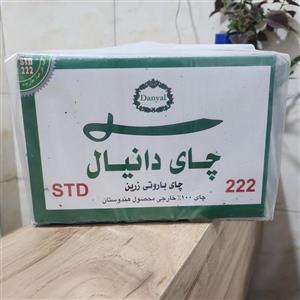 STD
222
Danyal
چای دانیال
چای باروتی زرین
STD
222
چای ۱۰۰٪ خارجی محصول هندوستان